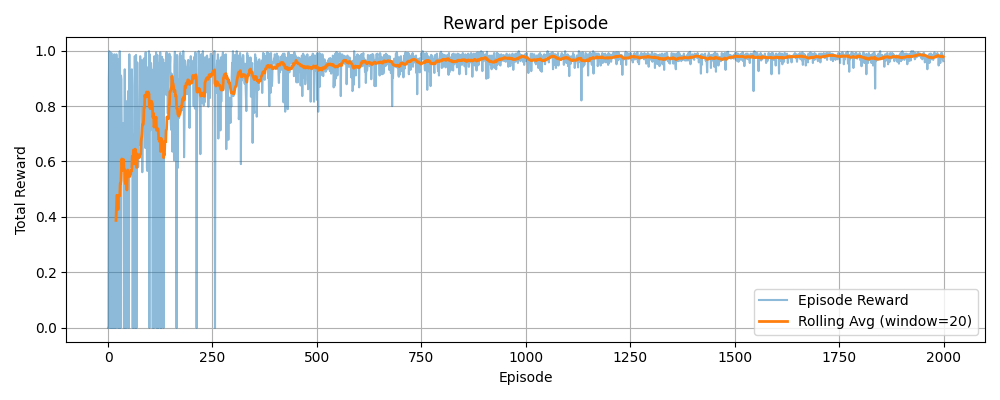 Reward per Episode
Total Reward
1.0
0.8
0.6
0.4
0.2
0.0
Episode Reward
Rolling Avg (window=20)
0 250 500 750 1000 1250 1500 1750 2000
Episode